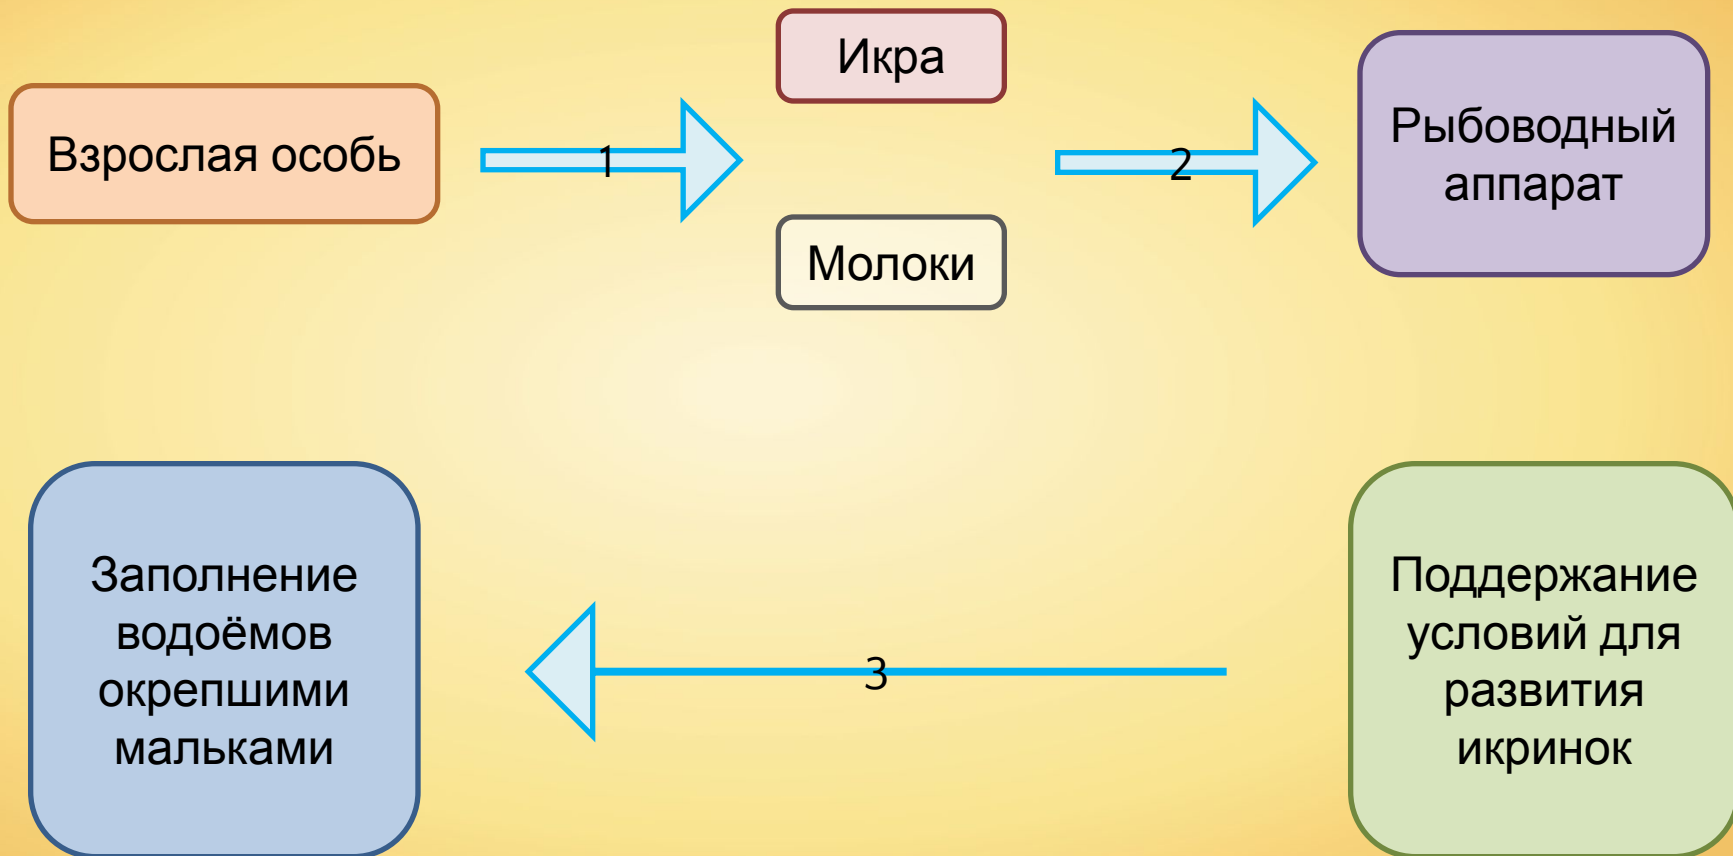 Икра
Взрослая особь
1
2
Рыбоводный
аппарат
Молоки
Заполнение
водоёмов
окрепшими
мальками
3
Поддержание
условий для
развития
икринок